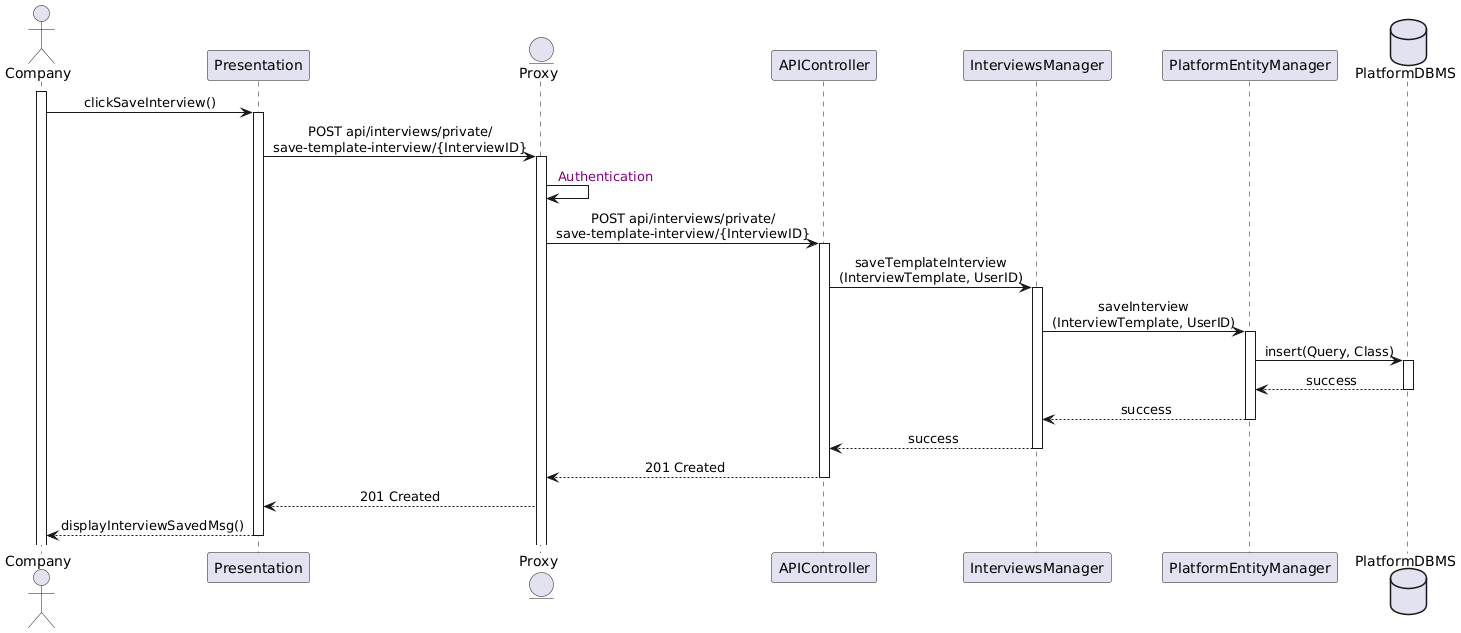 Company
Presentation
Proxy
APIController
InterviewsManager
PlatformEntityManager
PlatformDBMS
clickSaveInterview()
POST api/interviews/private/
save-template-interview/{InterviewID}
Authentication
POST api/interviews/private/
save-template-interview/{InterviewID}
saveTemplateInterview
(InterviewTemplate, UserID)
saveInterview
(InterviewTemplate, UserID)
insert(Query, Class)
success
success
success
201 Created
201 Created
displayInterviewSavedMsg()
Company
Presentation
Proxy
APIController
InterviewsManager
PlatformEntityManager
PlatformDBMS